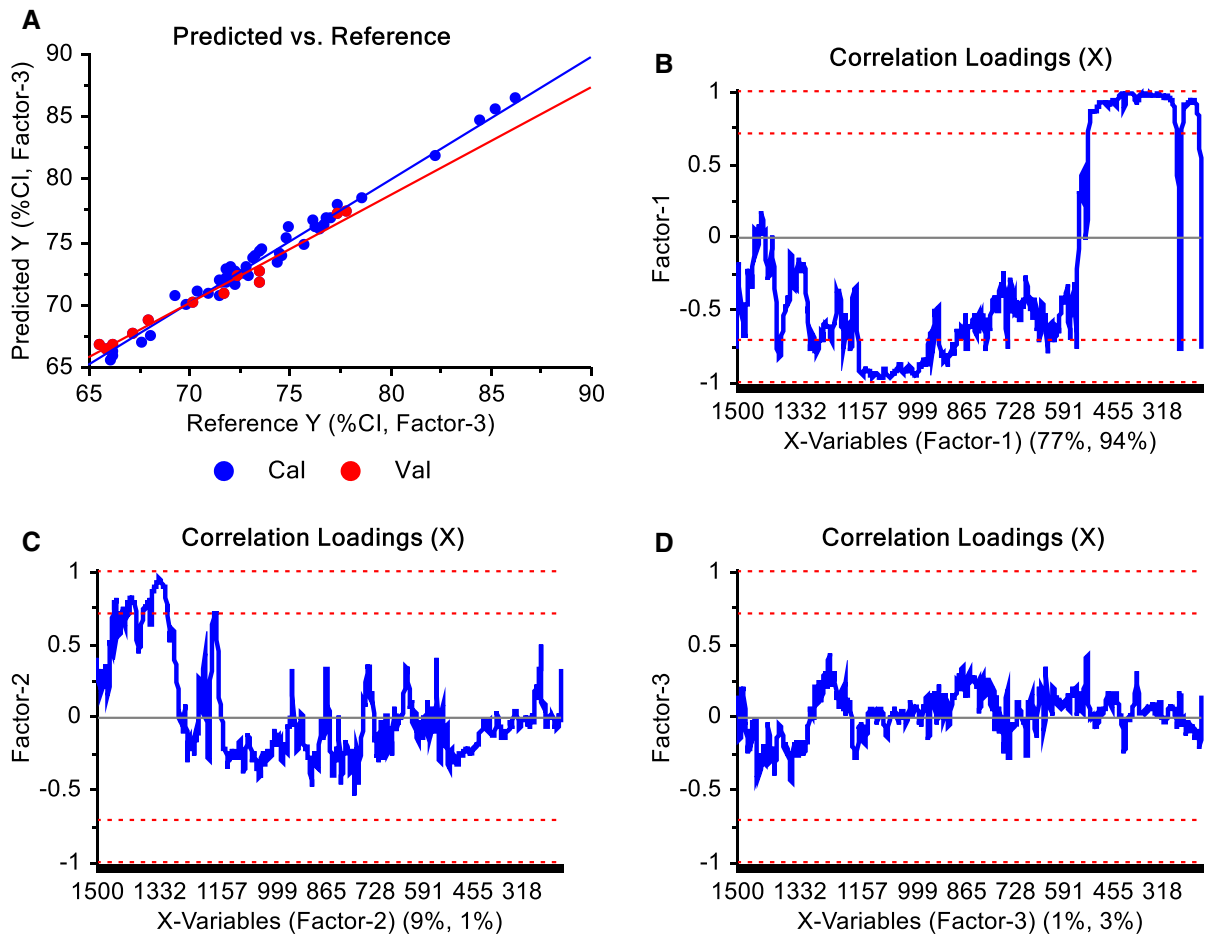 A
Predicted vs. Reference
Predicted Y (%CI, Factor-3)
90
85
80
75
70
65
65 70 75 80 85 90
Reference Y (%CI, Factor-3)
Cal Val
B
Correlation Loadings (X)
Factor-1
1
0.5
0
-0.5
-1
1500 1332 1157 999 865 728 591 455 318
X-Variables (Factor-1) (77%, 94%)
C
Correlation Loadings (X)
Factor-2
1
0.5
0
-0.5
-1
1500 1332 1157 999 865 728 591 455 318
X-Variables (Factor-2) (9%, 1%)
D
Correlation Loadings (X)
Factor-3
1
0.5
0
-0.5
-1
1500 1332 1157 999 865 728 591 455 318
X-Variables (Factor-3) (1%, 3%)